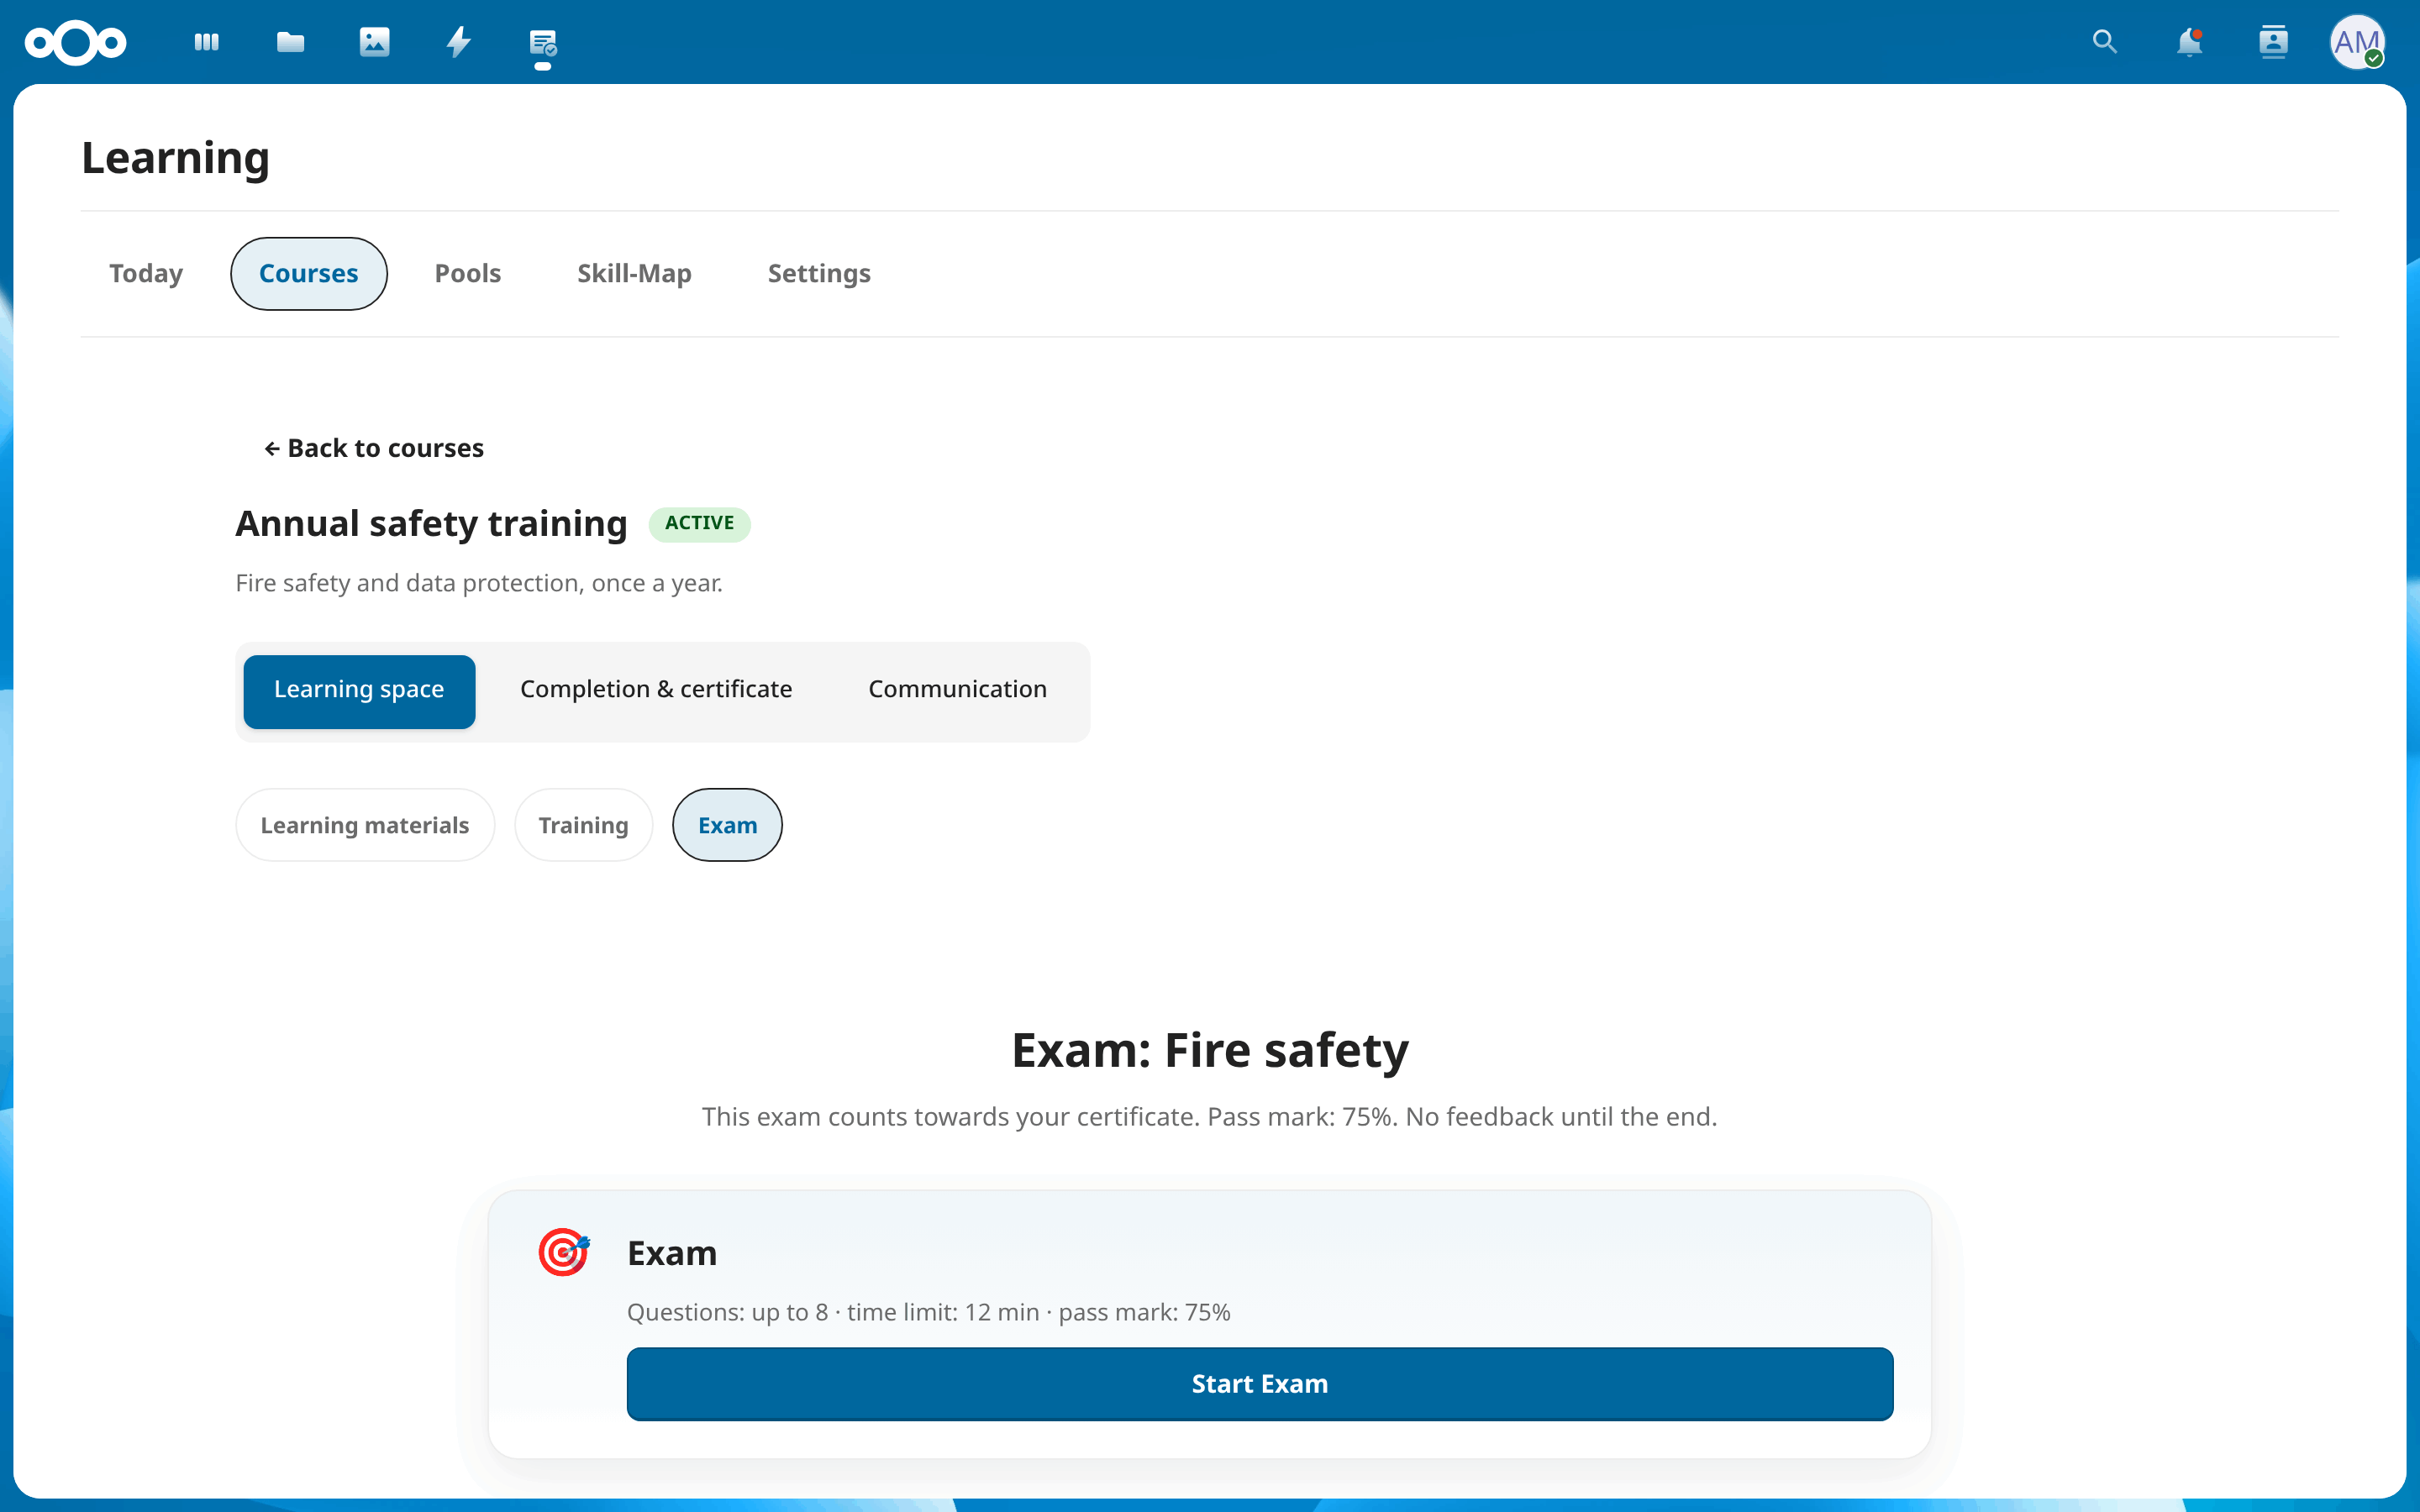 AM
Learning
Today Courses Pools Skill-Map Settings
← Back to courses
Annual safety training ACTIVE
Fire safety and data protection, once a year.
Learning space Completion & certificate Communication
Learning materials Training Exam
Exam: Fire safety
This exam counts towards your certificate. Pass mark: 75%. No feedback until the end.
Exam
Questions: up to 8 · time limit: 12 min · pass mark: 75%
Start Exam